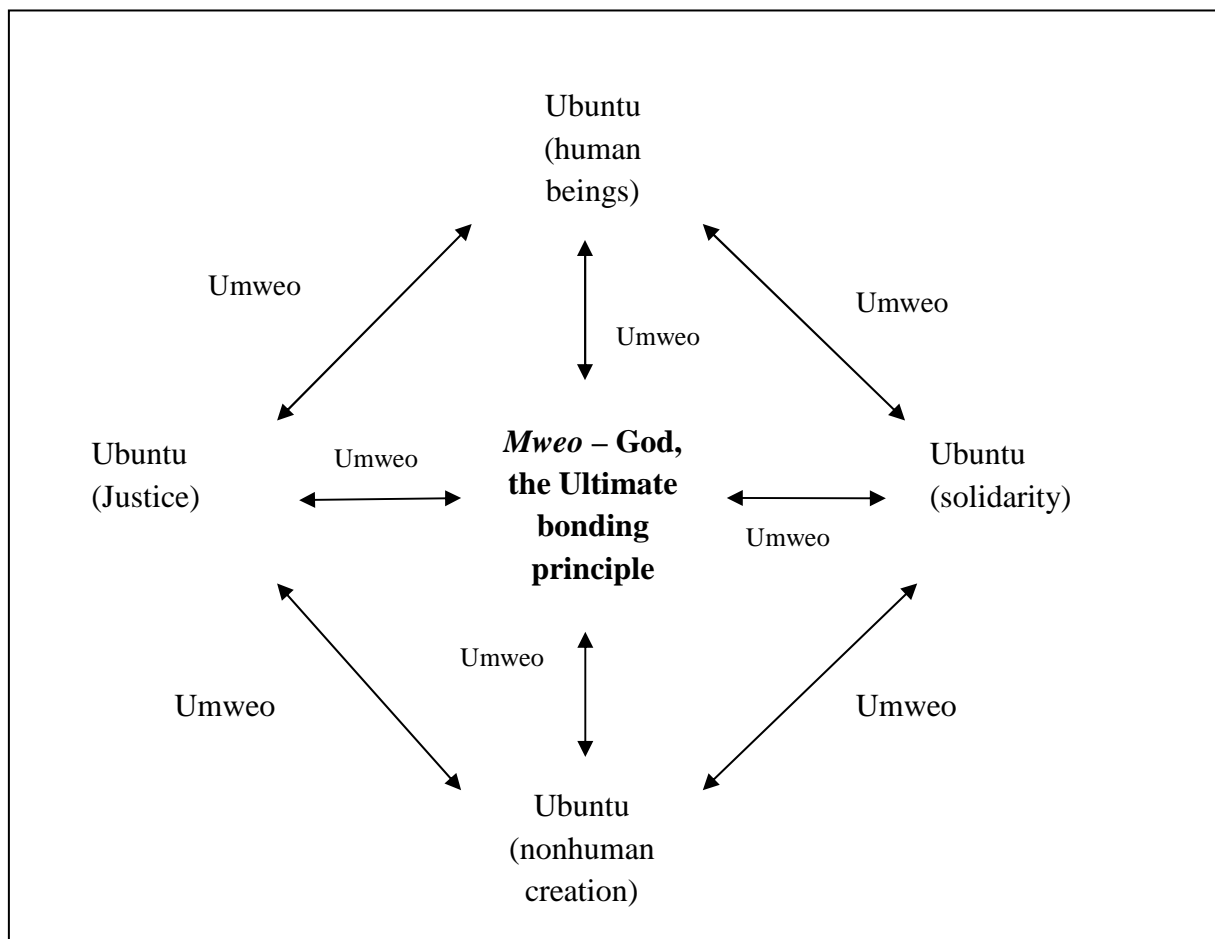 Ubuntu
(human
beings)
Umweo
Umweo
Umweo
Ubuntu
(Justice)
Umweo
Mweo – God,
the Ultimate
bonding
principle
Ubuntu
(solidarity)
Umweo
Umweo
Umweo
Umweo
Ubuntu
(nonhuman
creation)